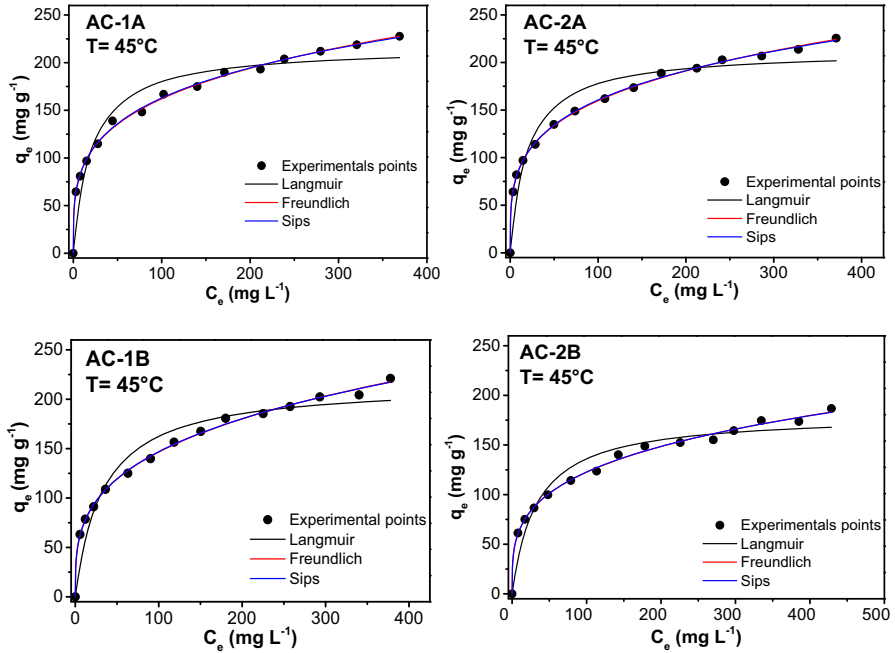 AC-1A
T= 45°C
250
200
150
100
50
0
qₑ (mg g⁻¹)
Experimentals points
Langmuir
Freundlich
Sips
0 100 200 300 400
Cₑ (mg L⁻¹)
AC-2A
T= 45°C
250
200
150
100
50
0
qₑ (mg g⁻¹)
Experimental points
Langmuir
Freundlich
Sips
0 100 200 300 400
Cₑ (mg L⁻¹)
AC-1B
T= 45°C
250
200
150
100
50
0
qₑ (mg g⁻¹)
Experimental points
Langmuir
Freundlich
Sips
0 100 200 300 400
Cₑ (mg L⁻¹)
AC-2B
T= 45°C
250
200
150
100
50
0
qₑ (mg g⁻¹)
Experimentals points
Langmuir
Freundlich
Sips
0 100 200 300 400 500
Cₑ (mg L⁻¹)